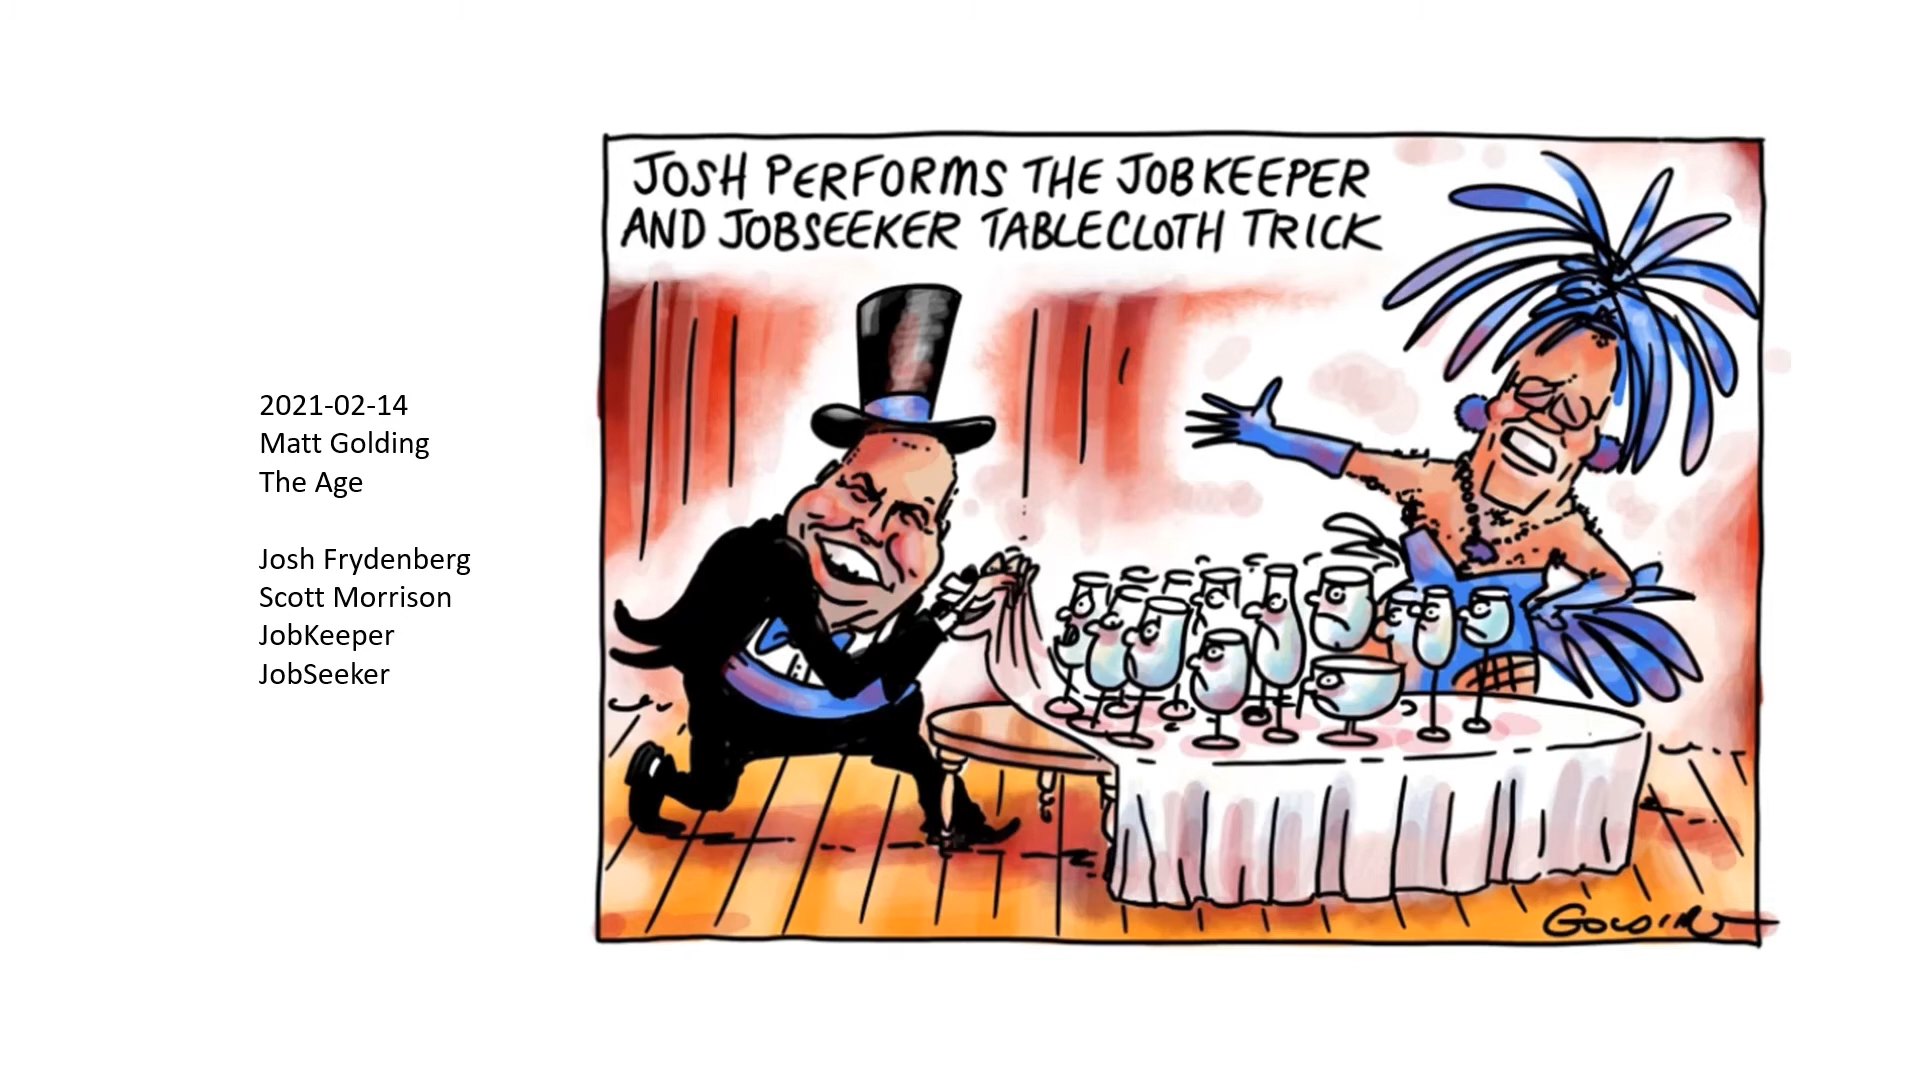 2021-02-14
Matt Golding
The Age
Josh Frydenberg
Scott Morrison
JobKeeper
JobSeeker
JOSH PERFORMS THE JOBKEEPER
AND JOBSEEKER TABLECLOTH TRICK
GOLDING